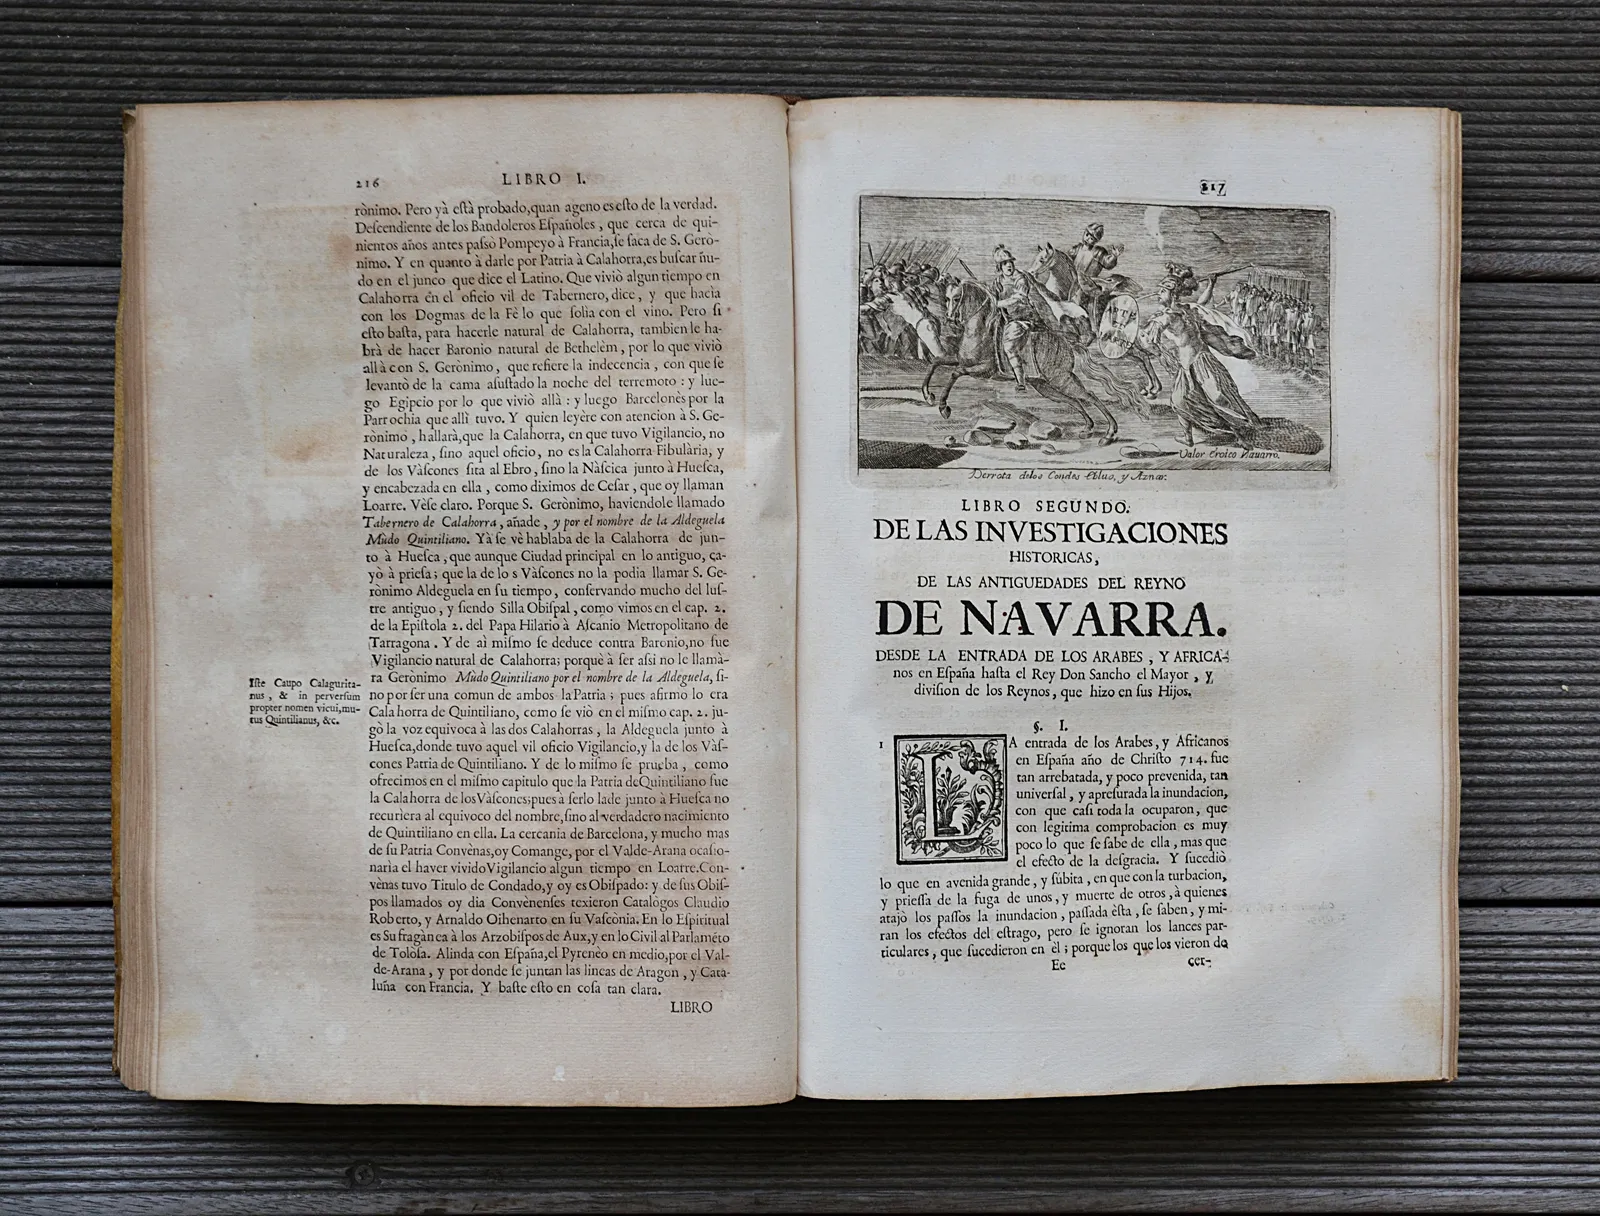 216
LIBRO I.
rònimo. Pero yà eſtà probado,quan ageno es eſto de la verdad.
Deſcendiente de los Bandoleros Eſpañoles , que cerca de qui-
nientos años antes paſsò Pompeyo à Francia,ſe ſaca de S. Gerò-
nimo. Y en quanto à darle por Patria à Calahorra,es buſcar ñu-
do en el junco que dice el Latino. Que vivió algun tiempo en
Calahorra en el oficio vil de Tabernero, dice , y que hacia
con los Dogmas de la Fè lo que ſolia con el vino. Pero ſi
eſto baſta, para hacerle natural de Calahorra, tambien le ha-
brà de hacer Baronio natural de Bethelèm , por lo que vivió
allà con S. Gerònimo, que refiere la indecencia, con que ſe
levantò de la cama aſuſtado la noche del terremoto : y lue-
go Egipcio por lo que vivió allà : y luego Barcelonès por la
Parrochia que alli tuvo. Y quien leyère con atencion à S. Ge-
rònimo , hallarà,que la Calahorra, en que tuvo Vigilancio, no
Naturaleza, ſino aquel oficio, no es la Calahorra Fibulària, y
de los Vàſcones ſita al Ebro, ſino la Nàſcica junto à Hueſca,
y encabezada en ella , como diximos de Ceſar, que oy llaman
Loarre. Vèſe claro. Porque S. Gerònimo, haviendole llamado
Tabernero de Calahorra , añade , y por el nombre de la Aldeguela
Mùdo Quintiliano. Yà ſe vè hablaba de la Calahorra de jun-
to à Hueſca , que aunque Ciudad principal en lo antiguo, ca-
yò à prieſa; que la de lo s Vàſcones no la podia llamar S. Ge-
rònimo Aldeguela en ſu tiempo, conſervando mucho del luſ-
tre antiguo , y ſiendo Silla Obiſpal, como vimos en el cap. 2.
de la Epiſtola 2. del Papa Hilario à Aſcanio Metropolitano de
Tarragona . Y de aì miſmo ſe deduce contra Baronio,no fue
Vigilancio natural de Calahorra; porquè à ſer aſsi no le llamà-
ra Gerònimo Mùdo Quintiliano por el nombre de la Aldeguela, ſi-
no por ſer una comun de ambos la Patria ; pues afirmo lo era
Calahorra de Quintiliano, como ſe viò en el miſmo cap. 2. ju-
gò la voz equivoca à las dos Calahorras , la Aldeguela junto à
Hueſca,donde tuvo aquel vil oficio Vigilancio,y la de los Vàſ-
cones Patria de Quintiliano. Y de lo miſmo ſe prueba , como
ofrecimos en el miſmo capitulo que la Patria de Quintiliano fue
la Calahorra de los Vàſcones;pues à ſerlo lade junto à Hueſca no
recuriera al equivoco del nombre,ſino al verdadero nacimiento
de Quintiliano en ella. La cercania de Barcelona, y mucho mas
de ſu Patria Convènas,oy Comange, por el Valde-Arana ocaſio-
naria el haver vivido Vigilancio algun tiempo en Loarre.Con-
vènas tuvo Titulo de Condado,y oy es Obiſpado: y de ſus Obiſ-
pos llamados oy dia Convènenſes texieron Catalògos Claudio
Roberto, y Arnaldo Oihenarto en ſu Vaſcònia. En lo Eſpiritual
es Sufragànea à los Arzobiſpos de Aux,y en lo Civil al Parlamēto
de Toloſa. Alinda con Eſpaña,el Pyrenèo en medio,por el Val-
de-Arana , y por donde ſe juntan las lineas de Aragon , y Cata-
luña con Francia. Y baſte eſto en coſa tan clara.
LIBRO
Iſte Caupo Calagurita-
nus , & in perverſum
propter nomen vicui,mu-
tus Quintilianus, &c.
217
Valor Eroico Navarro.
Derrota delos Condes Ebluo, y Aznar.
LIBRO SEGUNDO.
DE LAS INVESTIGACIONES
HISTORICAS,
DE LAS ANTIGUEDADES DEL REYNO
DE NAVARRA.
DESDE LA ENTRADA DE LOS ARABES , Y AFRICA-
nos en Eſpaña haſta el Rey Don Sancho el Mayor , y
diviſion de los Reynos, que hizo en ſus Hijos.
§. I.
1 LA entrada de los Arabes, y Africanos
en Eſpaña año de Chriſto 714. fue
tan arrebatada, y poco prevenida, tan
univerſal , y apreſurada la inundacion,
con que caſi toda la ocuparon, que
con legitima comprobacion es muy
poco lo que ſe ſabe de ella , mas que
el efecto de la deſgracia. Y ſucediò
lo que en avenida grande, y ſúbita, en que con la turbacion,
y prieſſa de la fuga de unos, y muerte de otros , à quienes
atajò los paſſos la inundacion, paſſada èſta , ſe ſaben, y mi-
ran los efectos del eſtrago, pero ſe ignoran los lances par-
ticulares , que ſucedieron en èl ; porque los que los vieron de
Ee
cer-